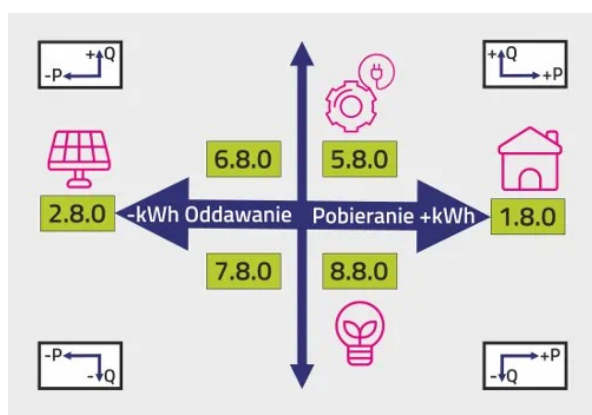 +Q
-P
+Q
+P
6.8.0
5.8.0
2.8.0
-kWh Oddawanie
Pobieranie +kWh
1.8.0
7.8.0
8.8.0
-P
-Q
+P
-Q